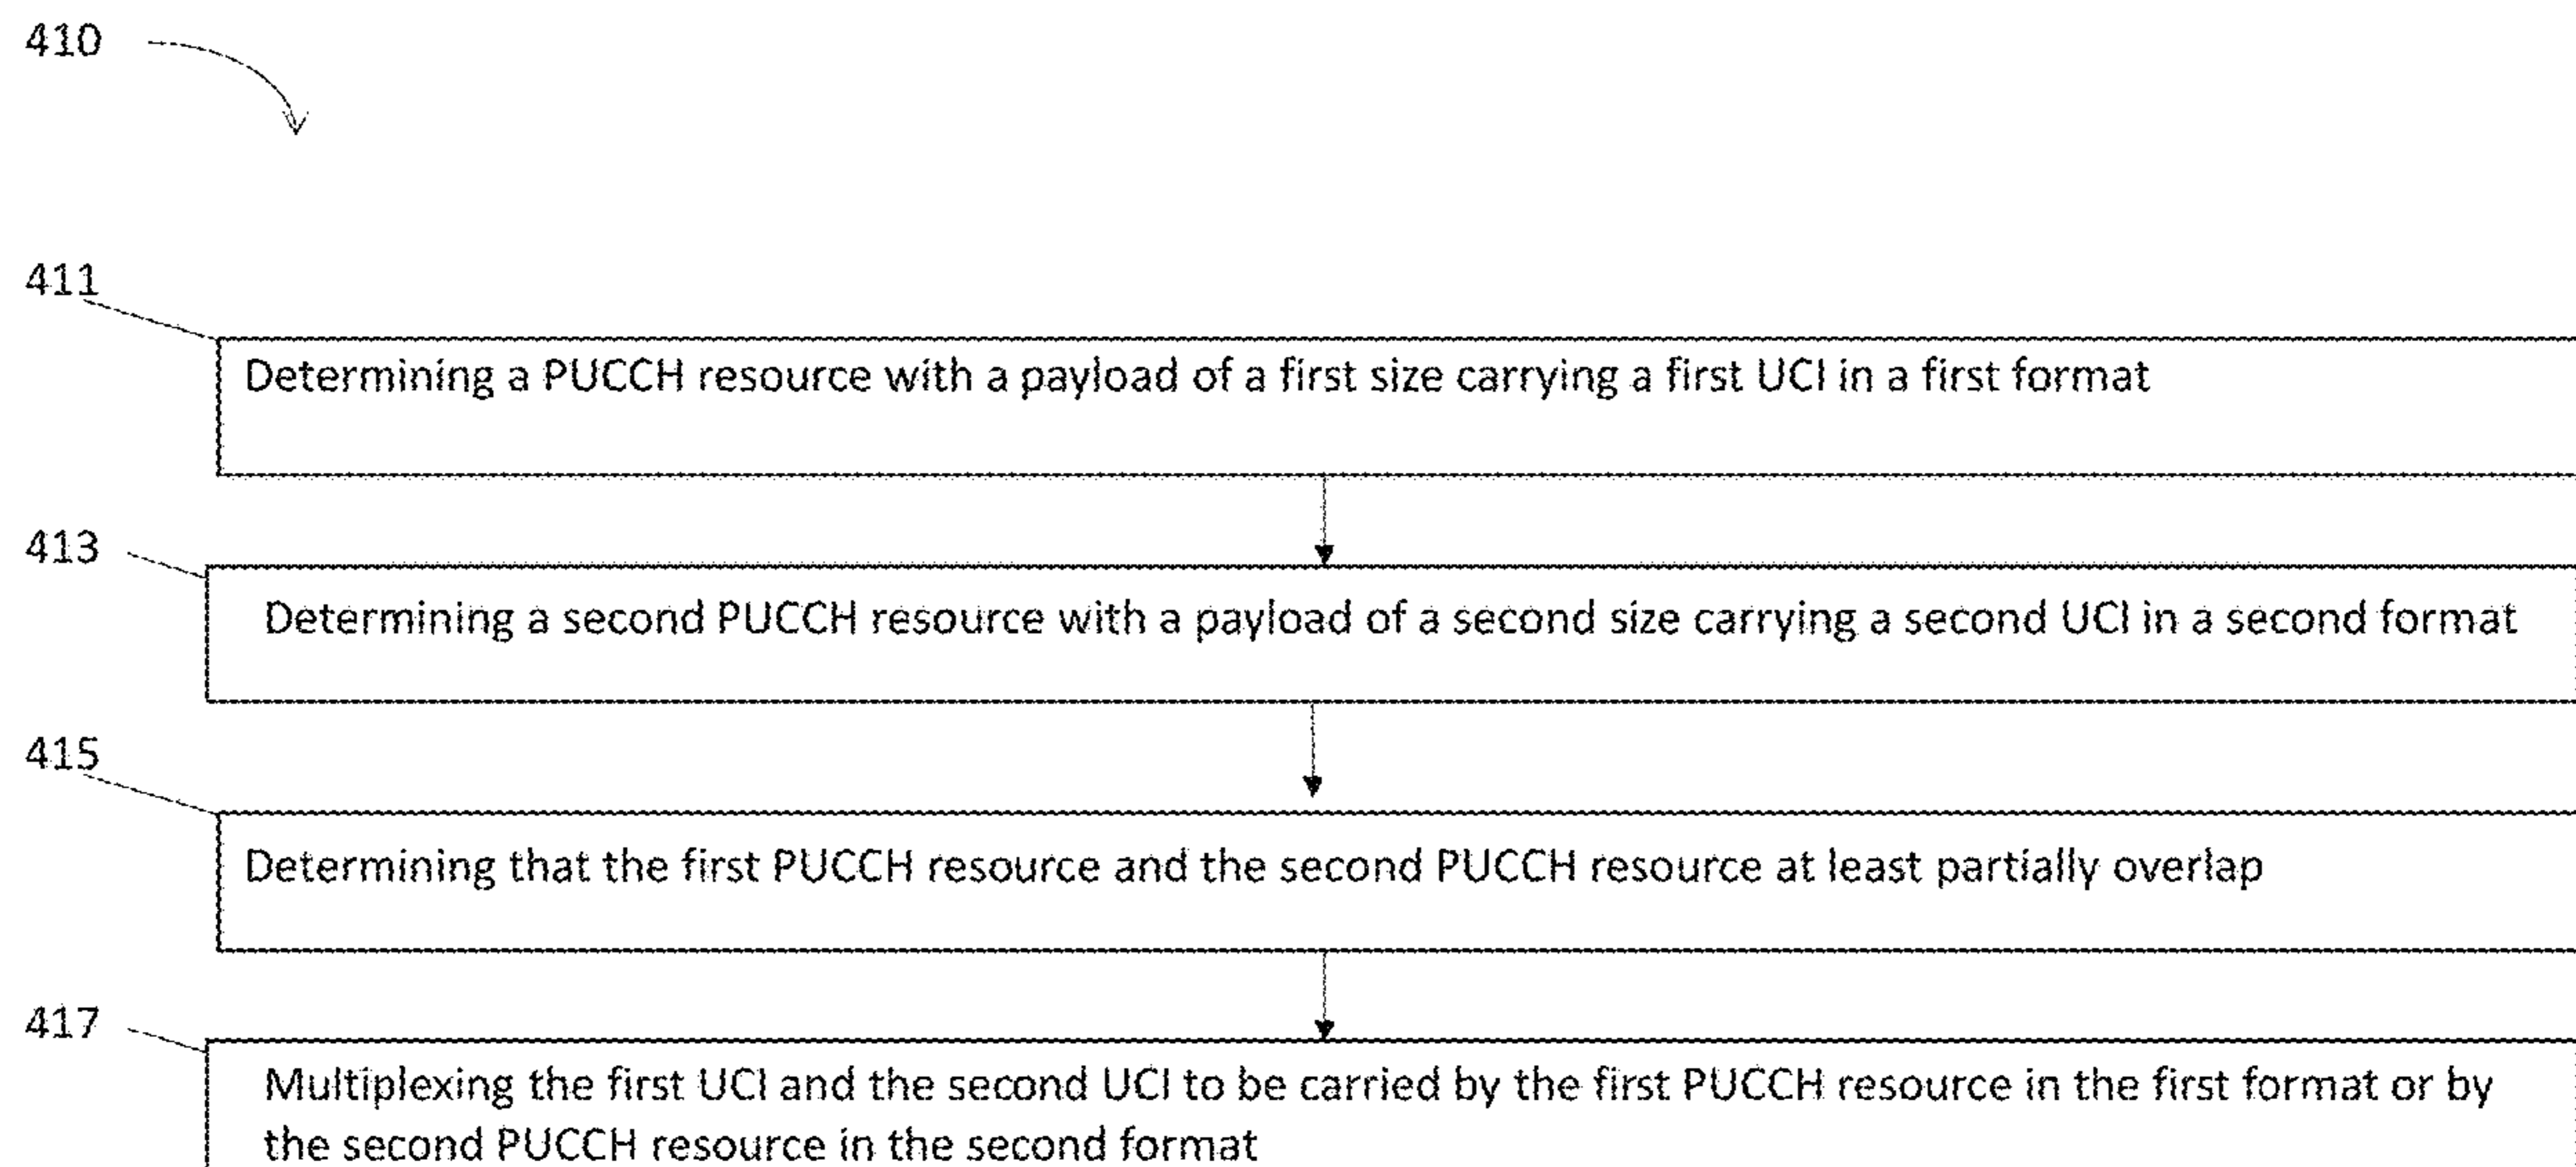 410
411
Determining a PUCCH resource with a payload of a first size carrying a first UCI in a first format
413
Determining a second PUCCH resource with a payload of a second size carrying a second UCI in a second format
415
Determining that the first PUCCH resource and the second PUCCH resource at least partially overlap
417
Multiplexing the first UCI and the second UCI to be carried by the first PUCCH resource in the first format or by
the second PUCCH resource in the second format